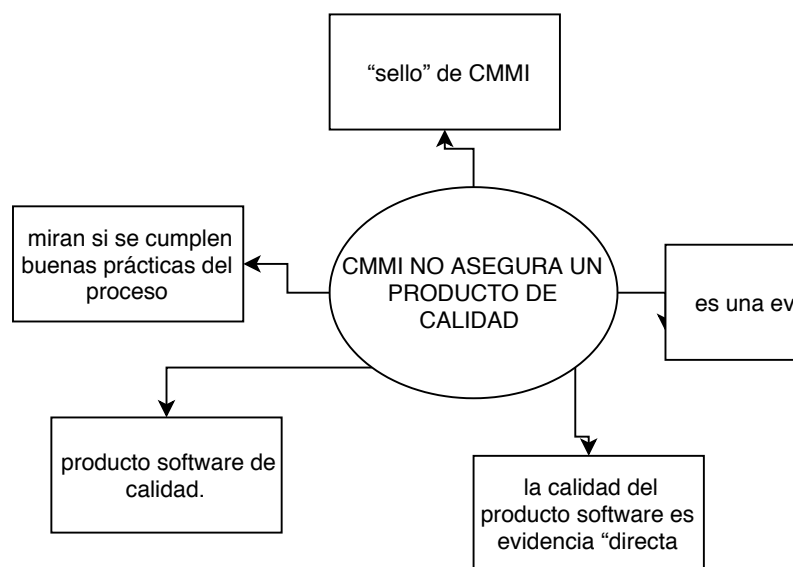 “sello” de CMMI
miran si se cumplen
buenas prácticas del
proceso
CMMI NO ASEGURA UN
PRODUCTO DE
CALIDAD
es una
producto software de
calidad.
la calidad del
producto software es
evidencia “directa